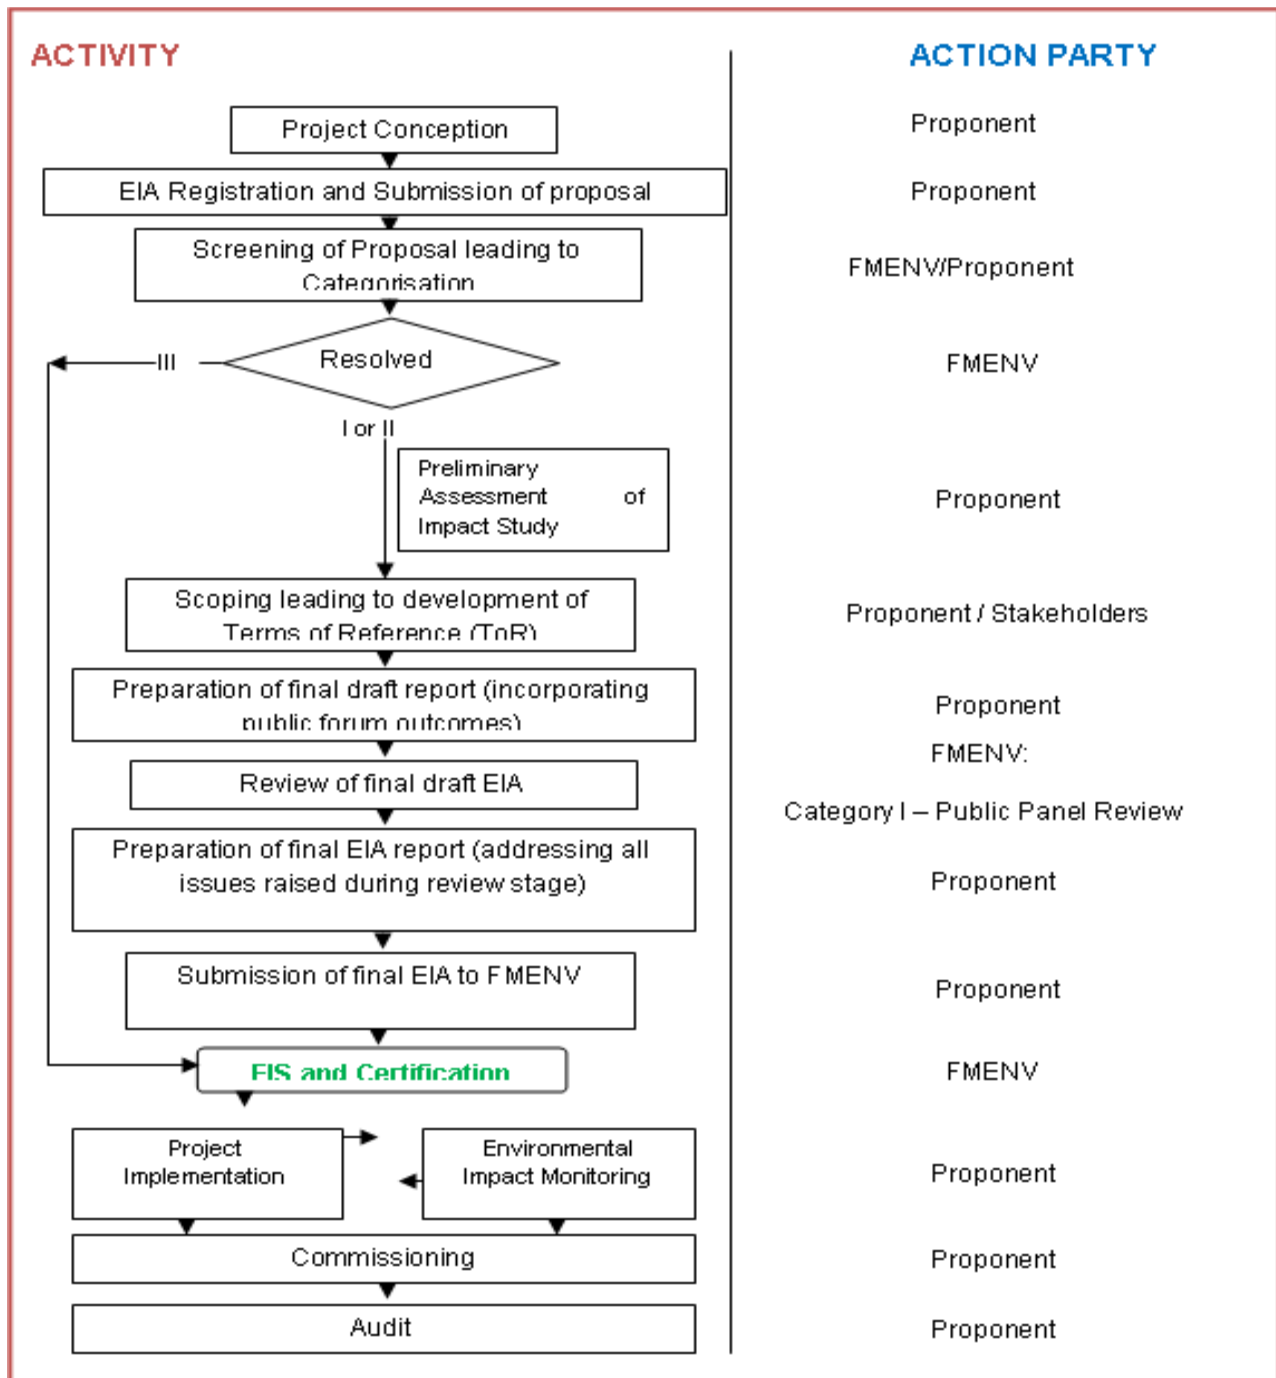 ACTIVITY
ACTION PARTY
Project Conception
Proponent
EIA Registration and Submission of proposal
Proponent
Screening of Proposal leading to
Categorisation
FMENV/Proponent
III
Resolved
FMENV
I or II
Preliminary
Assessment of
Impact Study
Proponent
Scoping leading to development of
Terms of Reference (ToR)
Proponent / Stakeholders
Preparation of final draft report (incorporating
public forum outcomes)
Proponent
FMENV:
Review of final draft EIA
Category I – Public Panel Review
Preparation of final EIA report (addressing all
issues raised during review stage)
Proponent
Submission of final EIA to FMENV
Proponent
EIS and Certification
FMENV
Project
Implementation
Environmental
Impact Monitoring
Proponent
Commissioning
Proponent
Audit
Proponent